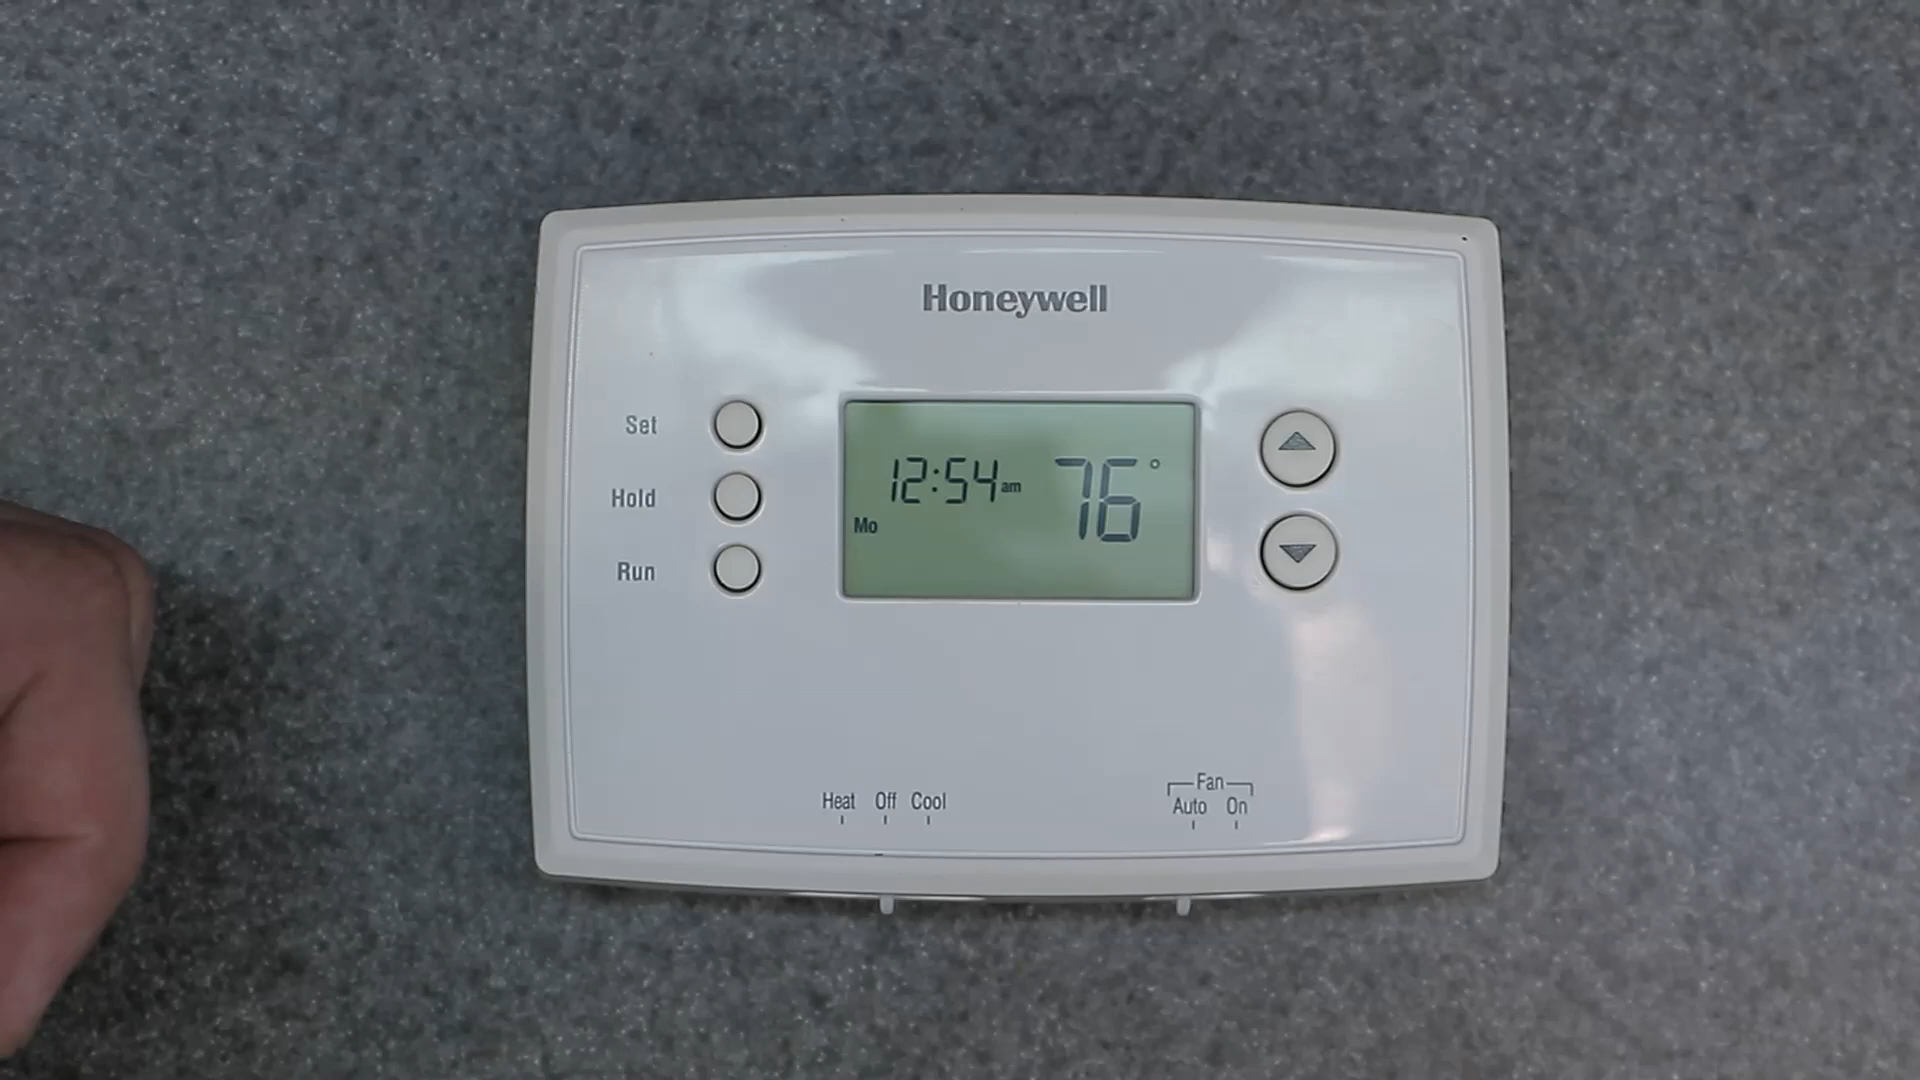 Honeywell
Set
Hold
Run
12:54 am 76°
Mo
Heat Off Cool
Fan
Auto On